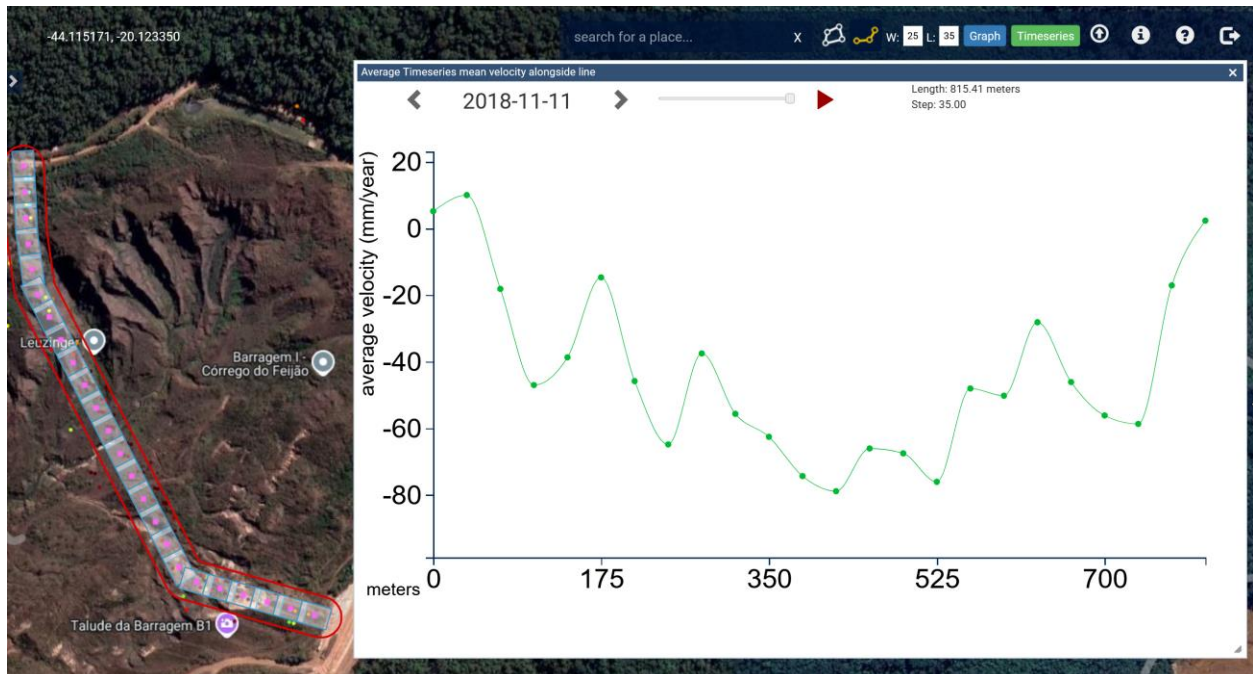 -44.115171, -20.123350
search for a place...
X
W: 25 L: 35 Graph Timeseries
Average Timeseries mean velocity alongside line
2018-11-11
Length: 815.41 meters
Step: 35.00
average velocity (mm/year)
20
0
-20
-40
-60
-80
meters
0 175 350 525 700
Leuzinger
Barragem I -
Córrego do Feijão
Talude da Barragem B1